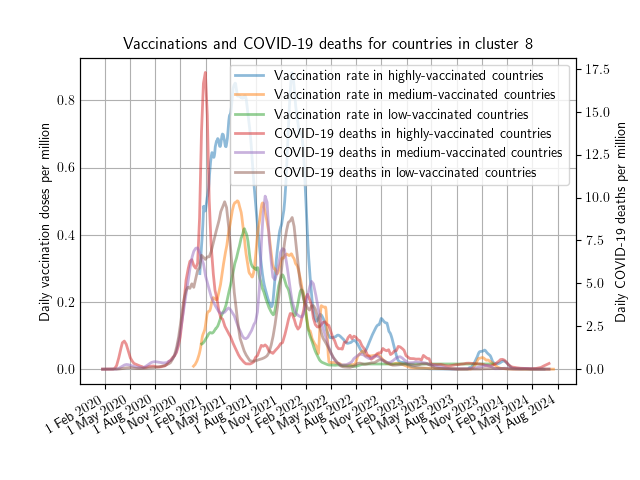 Vaccinations and COVID-19 deaths for countries in cluster 8
Vaccination rate in highly-vaccinated countries
Vaccination rate in medium-vaccinated countries
Vaccination rate in low-vaccinated countries
COVID-19 deaths in highly-vaccinated countries
COVID-19 deaths in medium-vaccinated countries
COVID-19 deaths in low-vaccinated countries
Daily vaccination doses per million
0.8
0.6
0.4
0.2
0.0
Daily COVID-19 deaths per million
17.5
15.0
12.5
10.0
7.5
5.0
2.5
0.0
1 Feb 2020
1 May 2020
1 Aug 2020
1 Nov 2020
1 Feb 2021
1 May 2021
1 Aug 2021
1 Nov 2021
1 Feb 2022
1 May 2022
1 Aug 2022
1 Nov 2022
1 Feb 2023
1 May 2023
1 Aug 2023
1 Nov 2023
1 Feb 2024
1 May 2024
1 Aug 2024